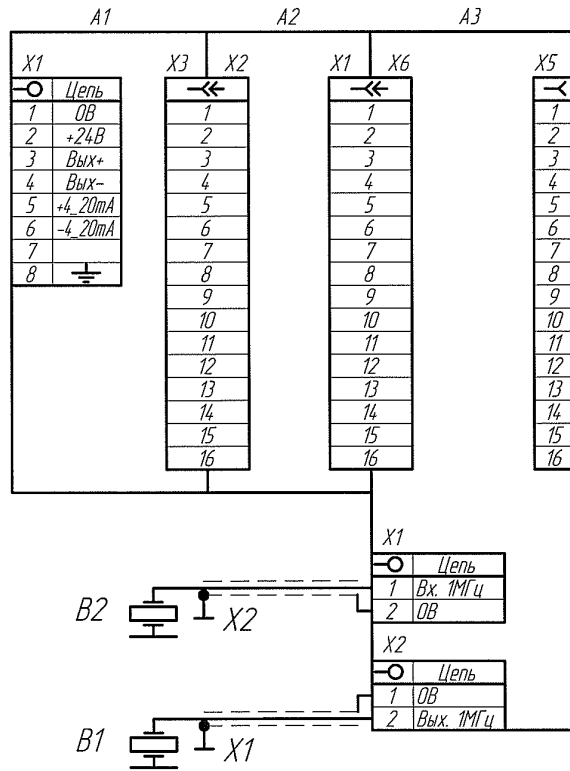 A1 A2 A3
X1 X3 X2 X1 X6 X5
Цепь
1 0В 1 1 1
2 +24В 2 2 2
3 Вых+ 3 3 3
4 Вых- 4 4 4
5 +4_20mA 5 5 5
6 -4_20mA 6 6 6
7 7 7 7
8 8 8 8
9 9 9
10 10 10
11 11 11
12 12 12
13 13 13
14 14 14
15 15 15
16 16 16
X1
Цепь
1 Вх. 1МГц
2 0В
B2 X2
X2
Цепь
1 0В
2 Вых. 1МГц
B1 X1